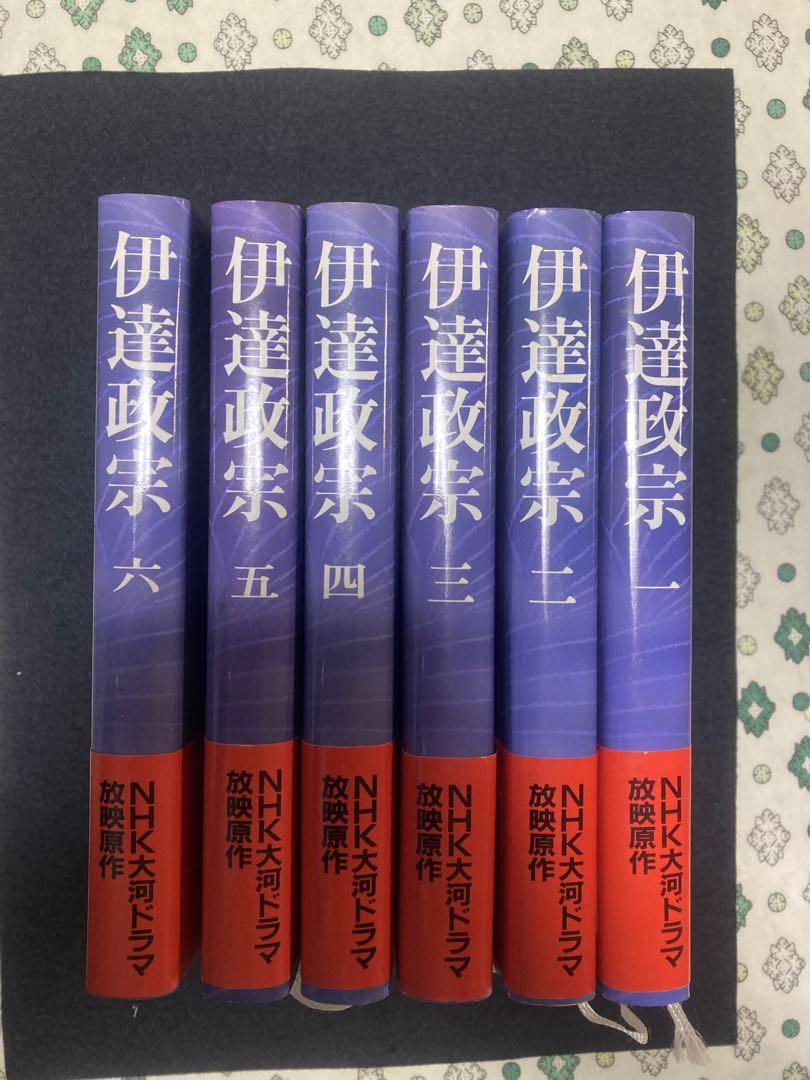 伊達政宗 一
NHK大河ドラマ
放映原作
伊達政宗 二
NHK大河ドラマ
放映原作
伊達政宗 三
NHK大河ドラマ
放映原作
伊達政宗 四
NHK大河ドラマ
放映原作
伊達政宗 五
NHK大河ドラマ
放映原作
伊達政宗 六
NHK大河ドラマ
放映原作